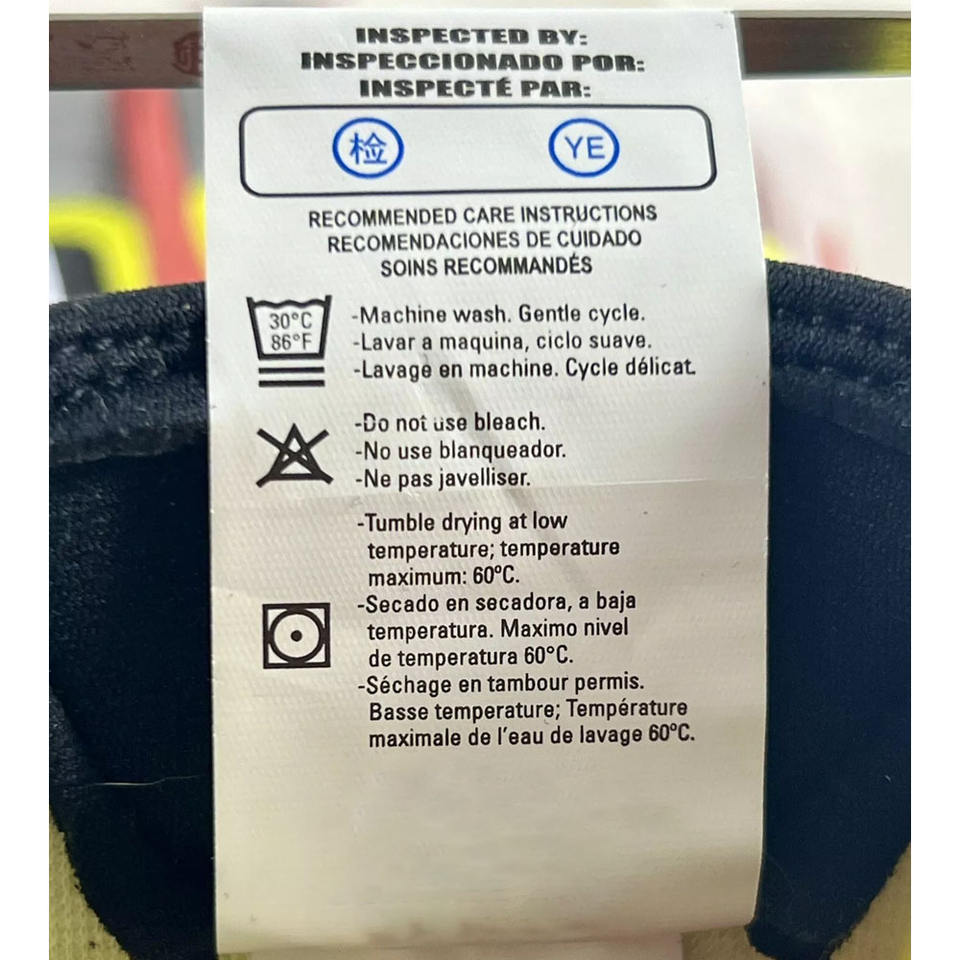 INSPECTED BY:
INSPECCIONADO POR:
INSPECTÉ PAR:
检 YE
RECOMMENDED CARE INSTRUCTIONS
RECOMENDACIONES DE CUIDADO
SOINS RECOMMANDÉS
30°C
86°F
-Machine wash. Gentle cycle.
-Lavar a maquina, ciclo suave.
-Lavage en machine. Cycle délicat.
-Do not use bleach.
-No use blanqueador.
-Ne pas javelliser.
-Tumble drying at low
temperature; temperature
maximum: 60ºC.
-Secado en secadora, a baja
temperatura. Maximo nivel
de temperatura 60°C.
-Séchage en tambour permis.
Basse temperature; Température
maximale de l'eau de lavage 60ºC.